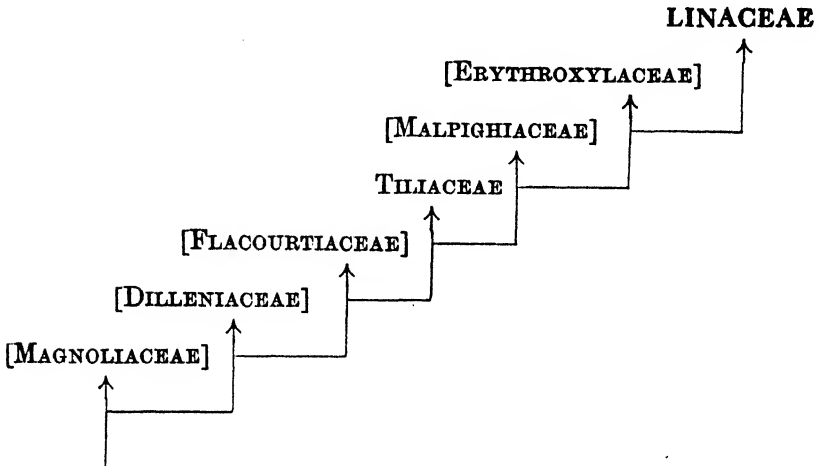 LINACEAE
[ERYTHROXYLACEAE]
[MALPIGHIACEAE]
TILIACEAE
[FLACOURTIACEAE]
[DILLENIACEAE]
[MAGNOLIACEAE]